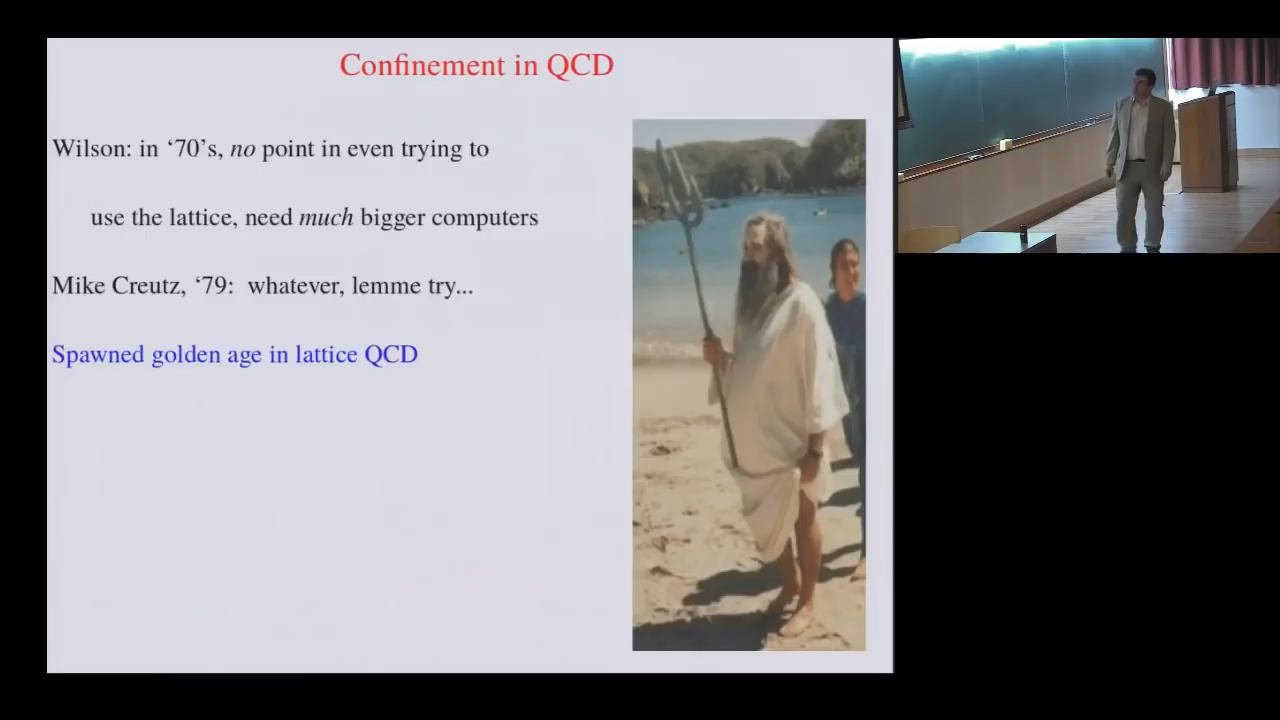 Confinement in QCD
Wilson: in ‘70’s, no point in even trying to
use the lattice, need much bigger computers
Mike Creutz, ‘79: whatever, lemme try...
Spawned golden age in lattice QCD